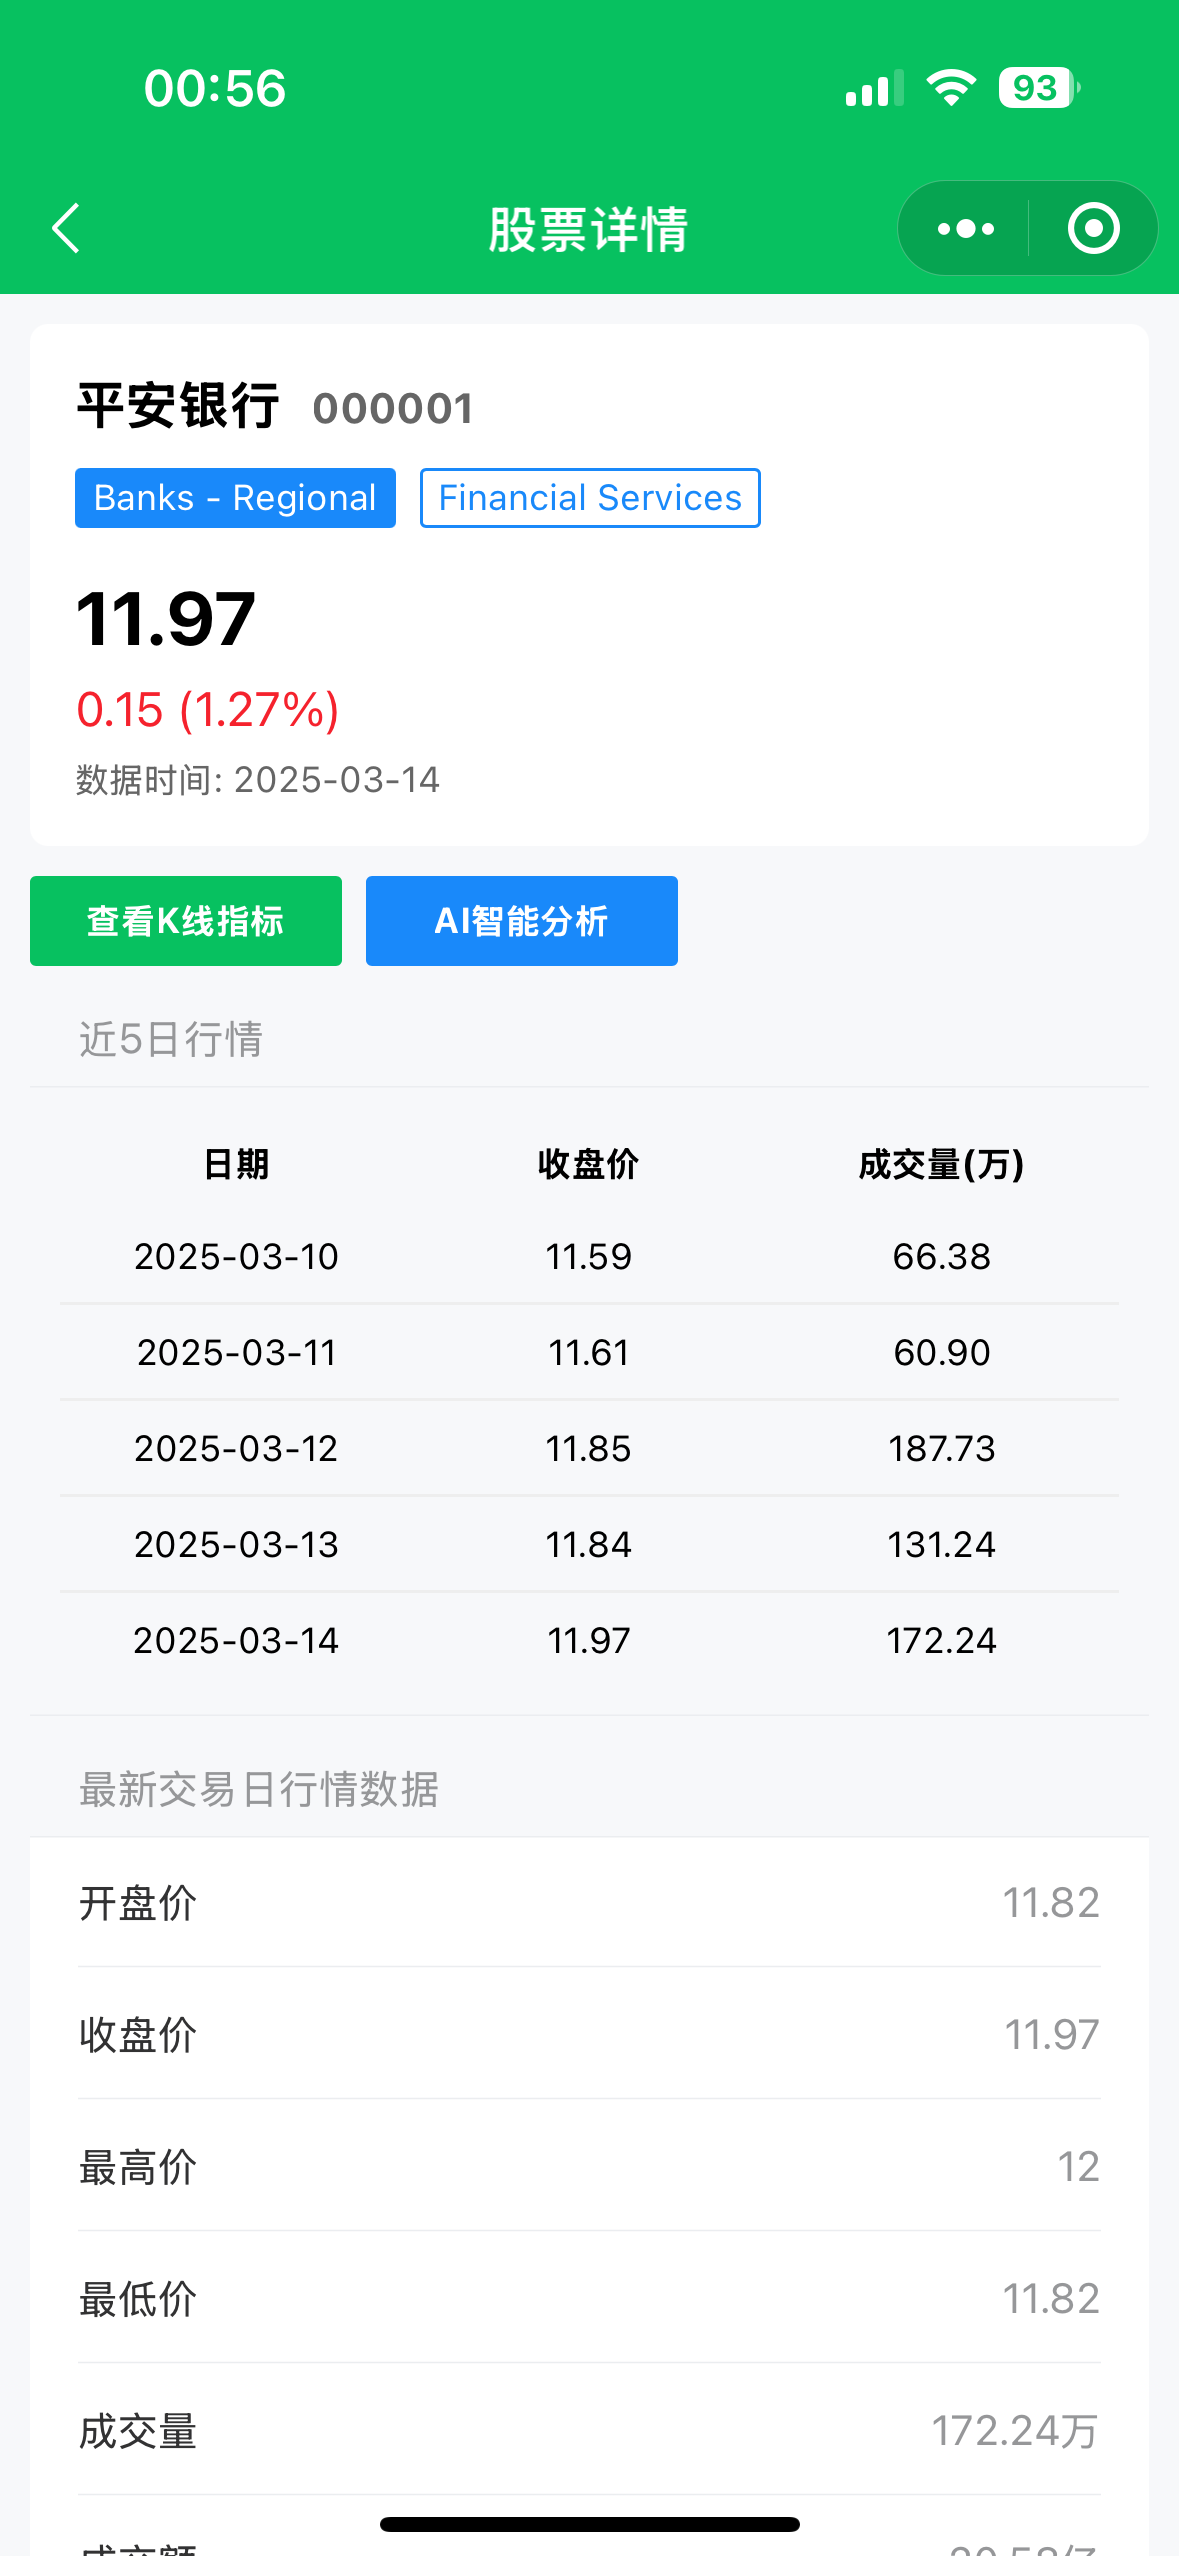 00:56
93
股票详情
平安银行 000001
Banks - Regional Financial Services
11.97
0.15 (1.27%)
数据时间: 2025-03-14
查看K线指标 AI智能分析
近5日行情
日期 收盘价 成交量(万)
2025-03-10 11.59 66.38
2025-03-11 11.61 60.90
2025-03-12 11.85 187.73
2025-03-13 11.84 131.24
2025-03-14 11.97 172.24
最新交易日行情数据
开盘价 11.82
收盘价 11.97
最高价 12
最低价 11.82
成交量 172.24万
成交额